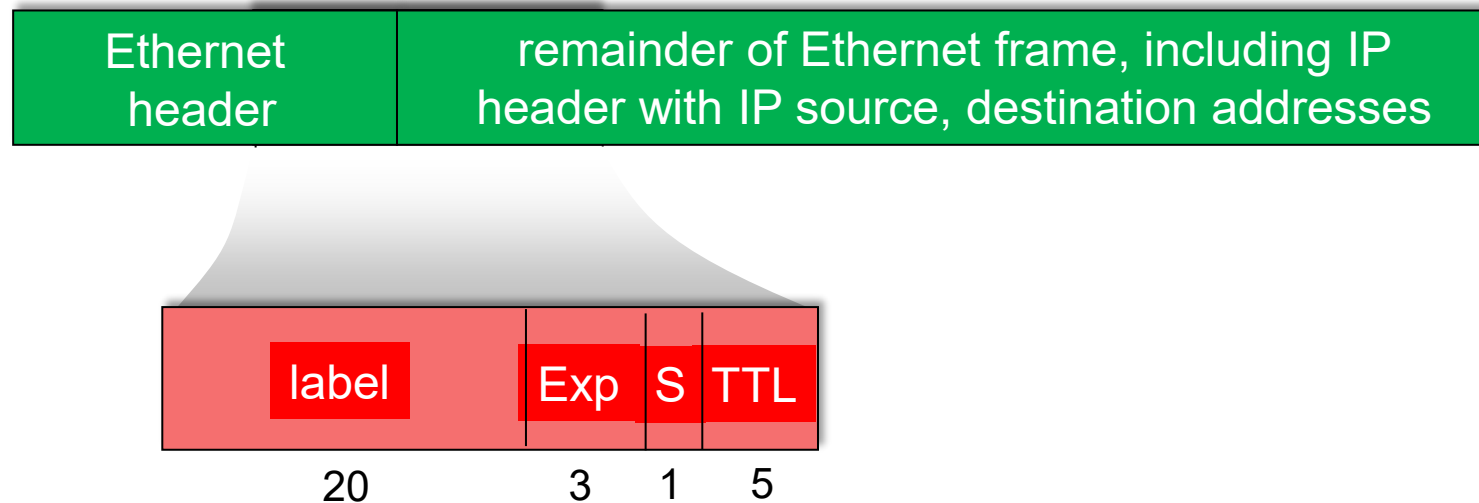 Ethernet
header
remainder of Ethernet frame, including IP
header with IP source, destination addresses
label Exp S TTL
20 3 1 5